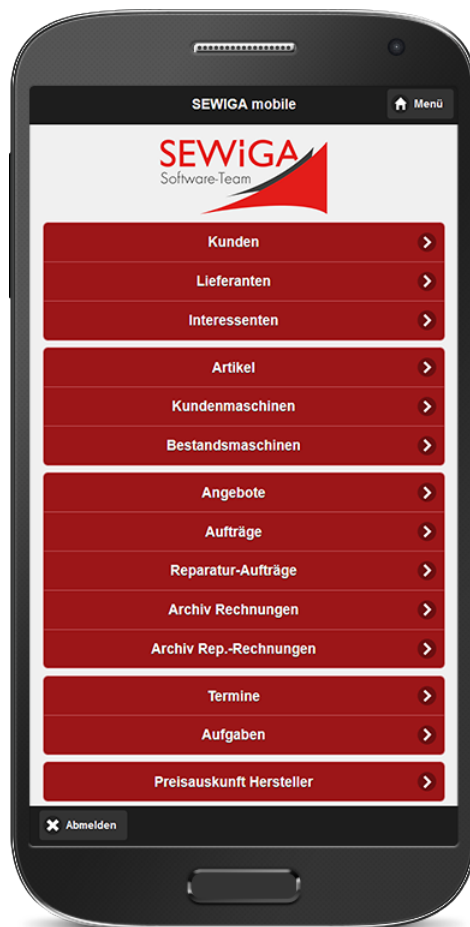 SEWIGA mobile
Menü
SEWiGA
Software-Team
Kunden
Lieferanten
Interessenten
Artikel
Kundenmaschinen
Bestandsmaschinen
Angebote
Aufträge
Reparatur-Aufträge
Archiv Rechnungen
Archiv Rep.-Rechnungen
Termine
Aufgaben
Preisauskunft Hersteller
Abmelden